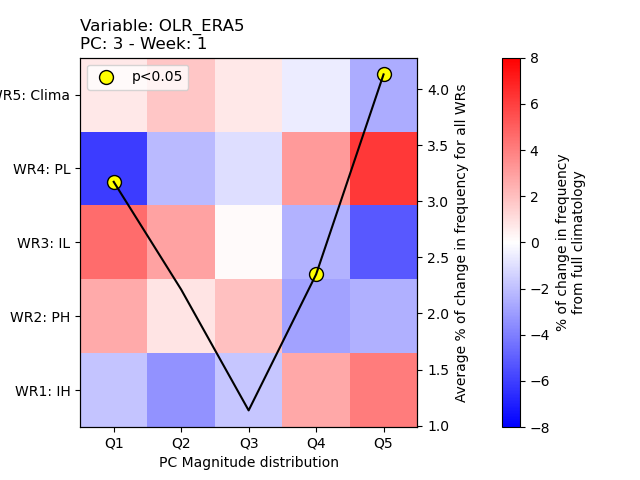 Variable: OLR_ERA5
PC: 3 - Week: 1
p<0.05
WR5: Clima
WR4: PL
WR3: IL
WR2: PH
WR1: IH
Q1 Q2 Q3 Q4 Q5
PC Magnitude distribution
4.0
3.5
3.0
2.5
2.0
1.5
1.0
Average % of change in frequency for all WRs
8
6
4
2
0
−2
−4
−6
−8
% of change in frequency
from full climatology